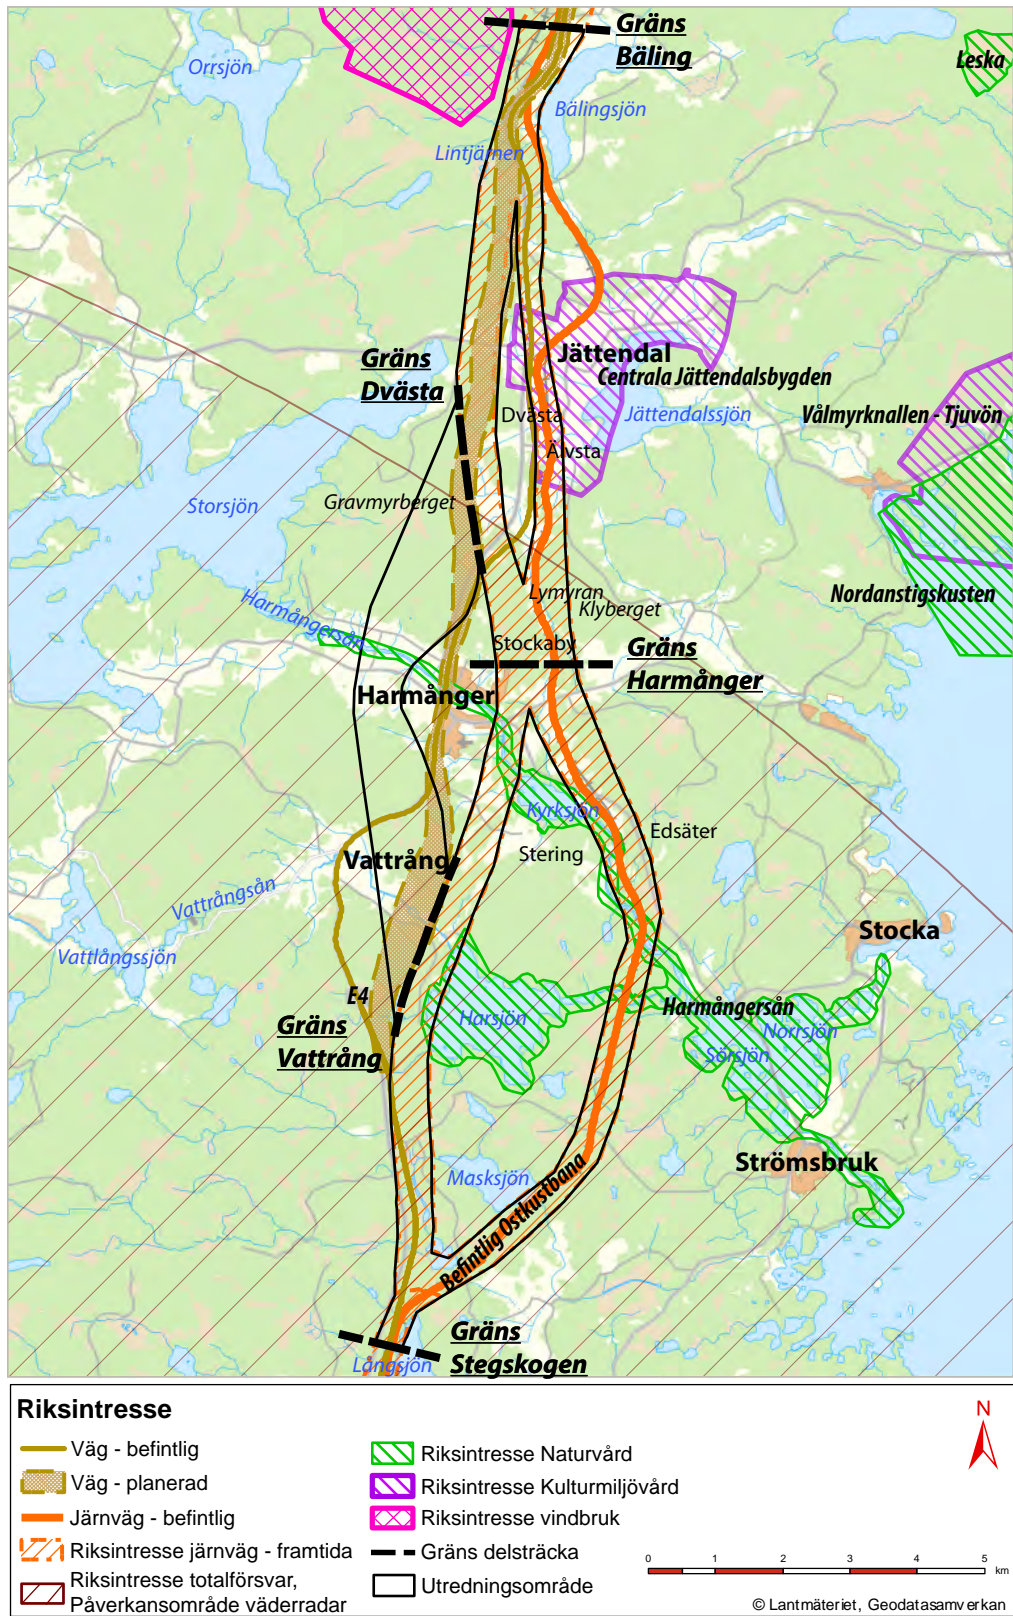 Gräns
Bäling
Leska
Orrsjön
Bälingsjön
Lintjärnen
Gräns
Dvästa
Jättendal
Centrala Jättendalsbygden
Dvästa
Jättendalssjön
Vålmyrknallen - Tjuvön
Älvsta
Gravmyrberget
Storsjön
Lymyran
Klyberget
Nordanstigskusten
Harmångersån
Stockaby
Gräns
Harmånger
Harmånger
Kyrksjön
Edsäter
Stering
Vattrång
Vattrångsån
Stocka
Vattlångssjön
E4
Harmångersån
Gräns
Vattrång
Harsjön
Norrsjön
Sörsjön
Strömsbruk
Masksjön
Befintlig Ostkustbana
Gräns
Stegskogen
Långsjön
Riksintresse
Väg - befintlig
Väg - planerad
Järnväg - befintlig
Riksintresse järnväg - framtida
Riksintresse totalförsvar,
Påverkansområde väderradar
Riksintresse Naturvård
Riksintresse Kulturmiljövård
Riksintresse vindbruk
Gräns delsträcka
Utredningsområde
N
0 1 2 3 4 5
km
© Lantmäteriet, Geodatasamverkan